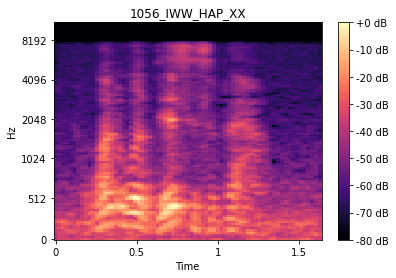 1056_IWW_HAP_XX
+0 dB
8192
-10 dB
4096
-20 dB
-30 dB
2048
Hz
-40 dB
1024
-50 dB
512
-60 dB
-70 dB
0
-80 dB
0 0.5 1 1.5
Time